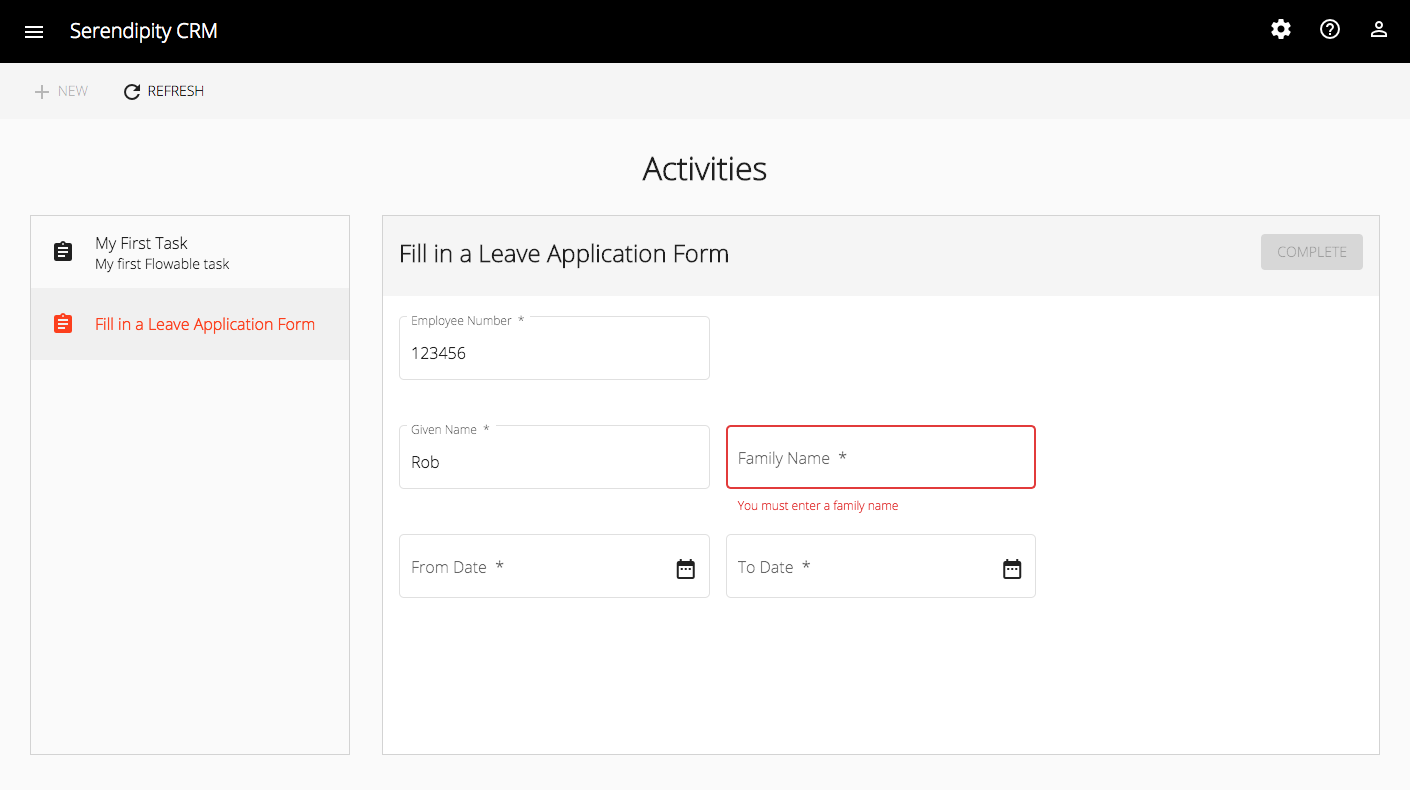 Serendipity CRM
NEW REFRESH
Activities
My First Task
My first Flowable task
Fill in a Leave Application Form
Fill in a Leave Application Form
COMPLETE
Employee Number *
123456
Given Name *
Rob
Family Name *
You must enter a family name
From Date *
To Date *